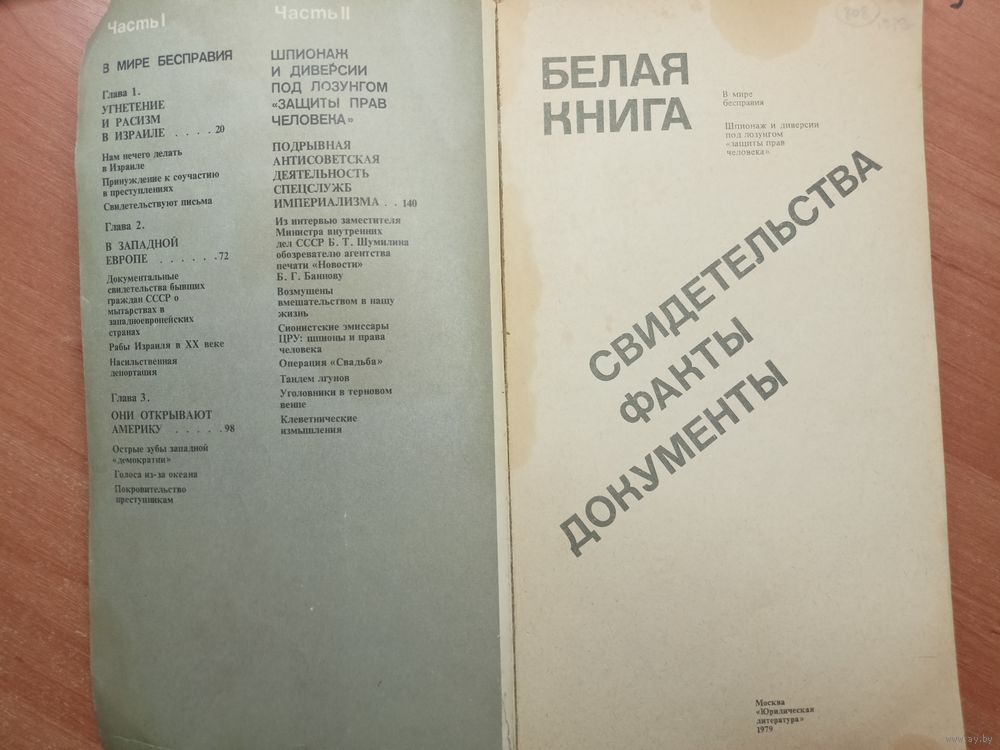 Часть I
В МИРЕ БЕСПРАВИЯ
Глава 1.
УГНЕТЕНИЕ
И РАСИЗМ
В ИЗРАИЛЕ . . . . 20
Нам нечего делать
в Израиле
Принуждение к соучастию
в преступлениях
Свидетельствуют письма
Глава 2.
В ЗАПАДНОЙ
ЕВРОПЕ . . . . . . 72
Документальные
свидетельства бывших
граждан СССР о
мытарствах в
западноевропейских
странах
Рабы Израиля в XX веке
Насильственная
депортация
Глава 3.
ОНИ ОТКРЫВАЮТ
АМЕРИКУ . . . . . 98
Острые зубы западной
«демократии»
Голоса из-за океана
Покровительство
преступникам
Часть II
ШПИОНАЖ
И ДИВЕРСИИ
ПОД ЛОЗУНГОМ
«ЗАЩИТЫ ПРАВ
ЧЕЛОВЕКА»
ПОДРЫВНАЯ
АНТИСОВЕТСКАЯ
ДЕЯТЕЛЬНОСТЬ
СПЕЦСЛУЖБ
ИМПЕРИАЛИЗМА . . 140
Из интервью заместителя
Министра внутренних
дел СССР Б. Т. Шумилина
обозревателю агентства
печати «Новости»
Б. Г. Баннову
Возмущены
вмешательством в нашу
жизнь
Сионистские эмиссары
ЦРУ: шпионы и права
человека
Операция «Свадьба»
Тандем лгунов
Уголовники в терновом
венце
Клеветнические
измышления
БЕЛАЯ
КНИГА
В мире
бесправия
Шпионаж и диверсии
под лозунгом
«защиты прав
человека»
СВИДЕТЕЛЬСТВА
ФАКТЫ
ДОКУМЕНТЫ
Москва
«Юридическая
литература»
1979
www.ay.by